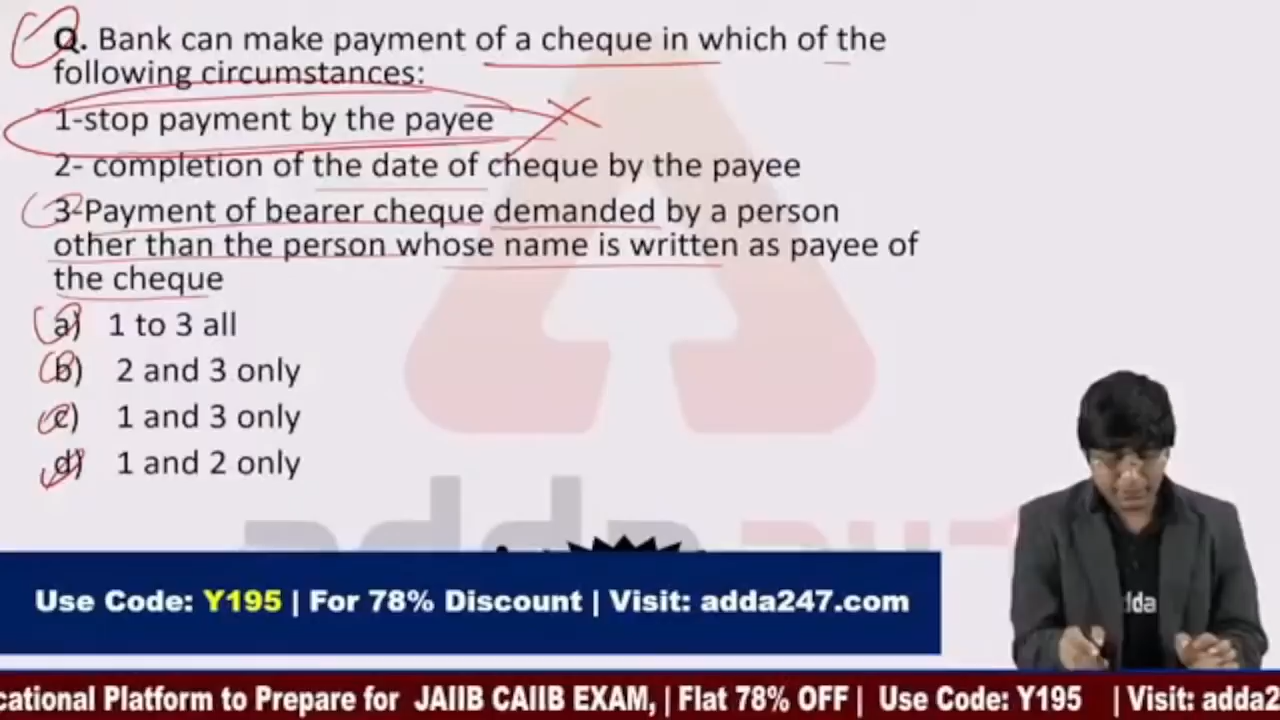 Q. Bank can make payment of a cheque in which of the
following circumstances:
1-stop payment by the payee
2- completion of the date of cheque by the payee
3-Payment of bearer cheque demanded by a person
other than the person whose name is written as payee of
the cheque
a) 1 to 3 all
b) 2 and 3 only
c) 1 and 3 only
d) 1 and 2 only
adda
dda
Use Code: Y195 | For 78% Discount | Visit: adda247.com
cational Platform to Prepare for JAIIB CAIIB EXAM, | Flat 78% OFF | Use Code: Y195 | Visit: adda2